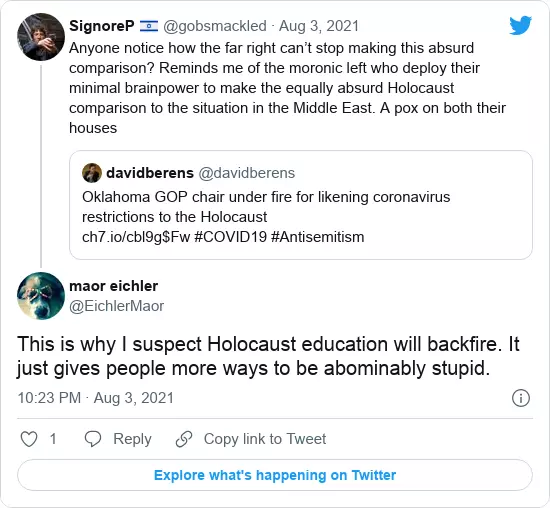 SignoreP 🇮🇱 @gobsmackled · Aug 3, 2021
Anyone notice how the far right can’t stop making this absurd
comparison? Reminds me of the moronic left who deploy their
minimal brainpower to make the equally absurd Holocaust
comparison to the situation in the Middle East. A pox on both their
houses
davidberens @davidberens
Oklahoma GOP chair under fire for likening coronavirus
restrictions to the Holocaust
ch7.io/cbl9g$Fw #COVID19 #Antisemitism
maor eichler
@EichlerMaor
This is why I suspect Holocaust education will backfire. It
just gives people more ways to be abominably stupid.
10:23 PM · Aug 3, 2021
1 Reply Copy link to Tweet
Explore what's happening on Twitter